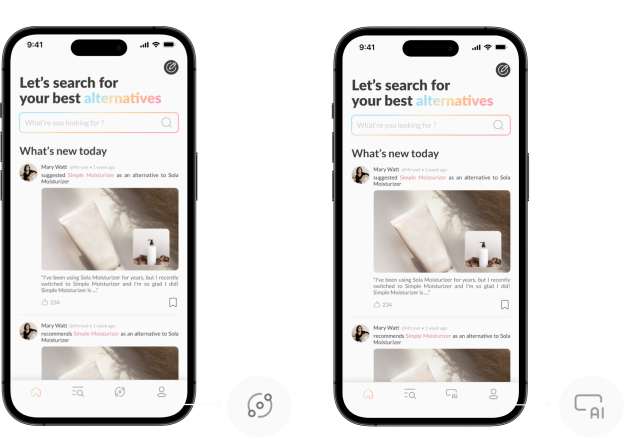 9:41
Let's search for
your best alternatives
What're you looking for ?
What's new today
Mary Watt @Mrywt • 1 week ago
suggested Simple Moisturizer as an alternative to Sola
Moisturizer
"I've been using Sola Moisturizer for years, but I recently
switched to Simple Moisturizer and I'm so glad I did!
Simple Moisturizer is ..."
234
Mary Watt @Mrywt • 1 week ago
recommends Simple Moisturizer as an alternative to Sola
Moisturizer
9:41
Let's search for
your best alternatives
What're you looking for ?
What's new today
Mary Watt @Mrywt • 1 week ago
suggested Simple Moisturizer as an alternative to Sola
Moisturizer
"I've been using Sola Moisturizer for years, but I recently
switched to Simple Moisturizer and I'm so glad I did!
Simple Moisturizer is ..."
234
Mary Watt @Mrywt • 1 week ago
recommends Simple Moisturizer as an alternative to Sola
Moisturizer
AI
AI